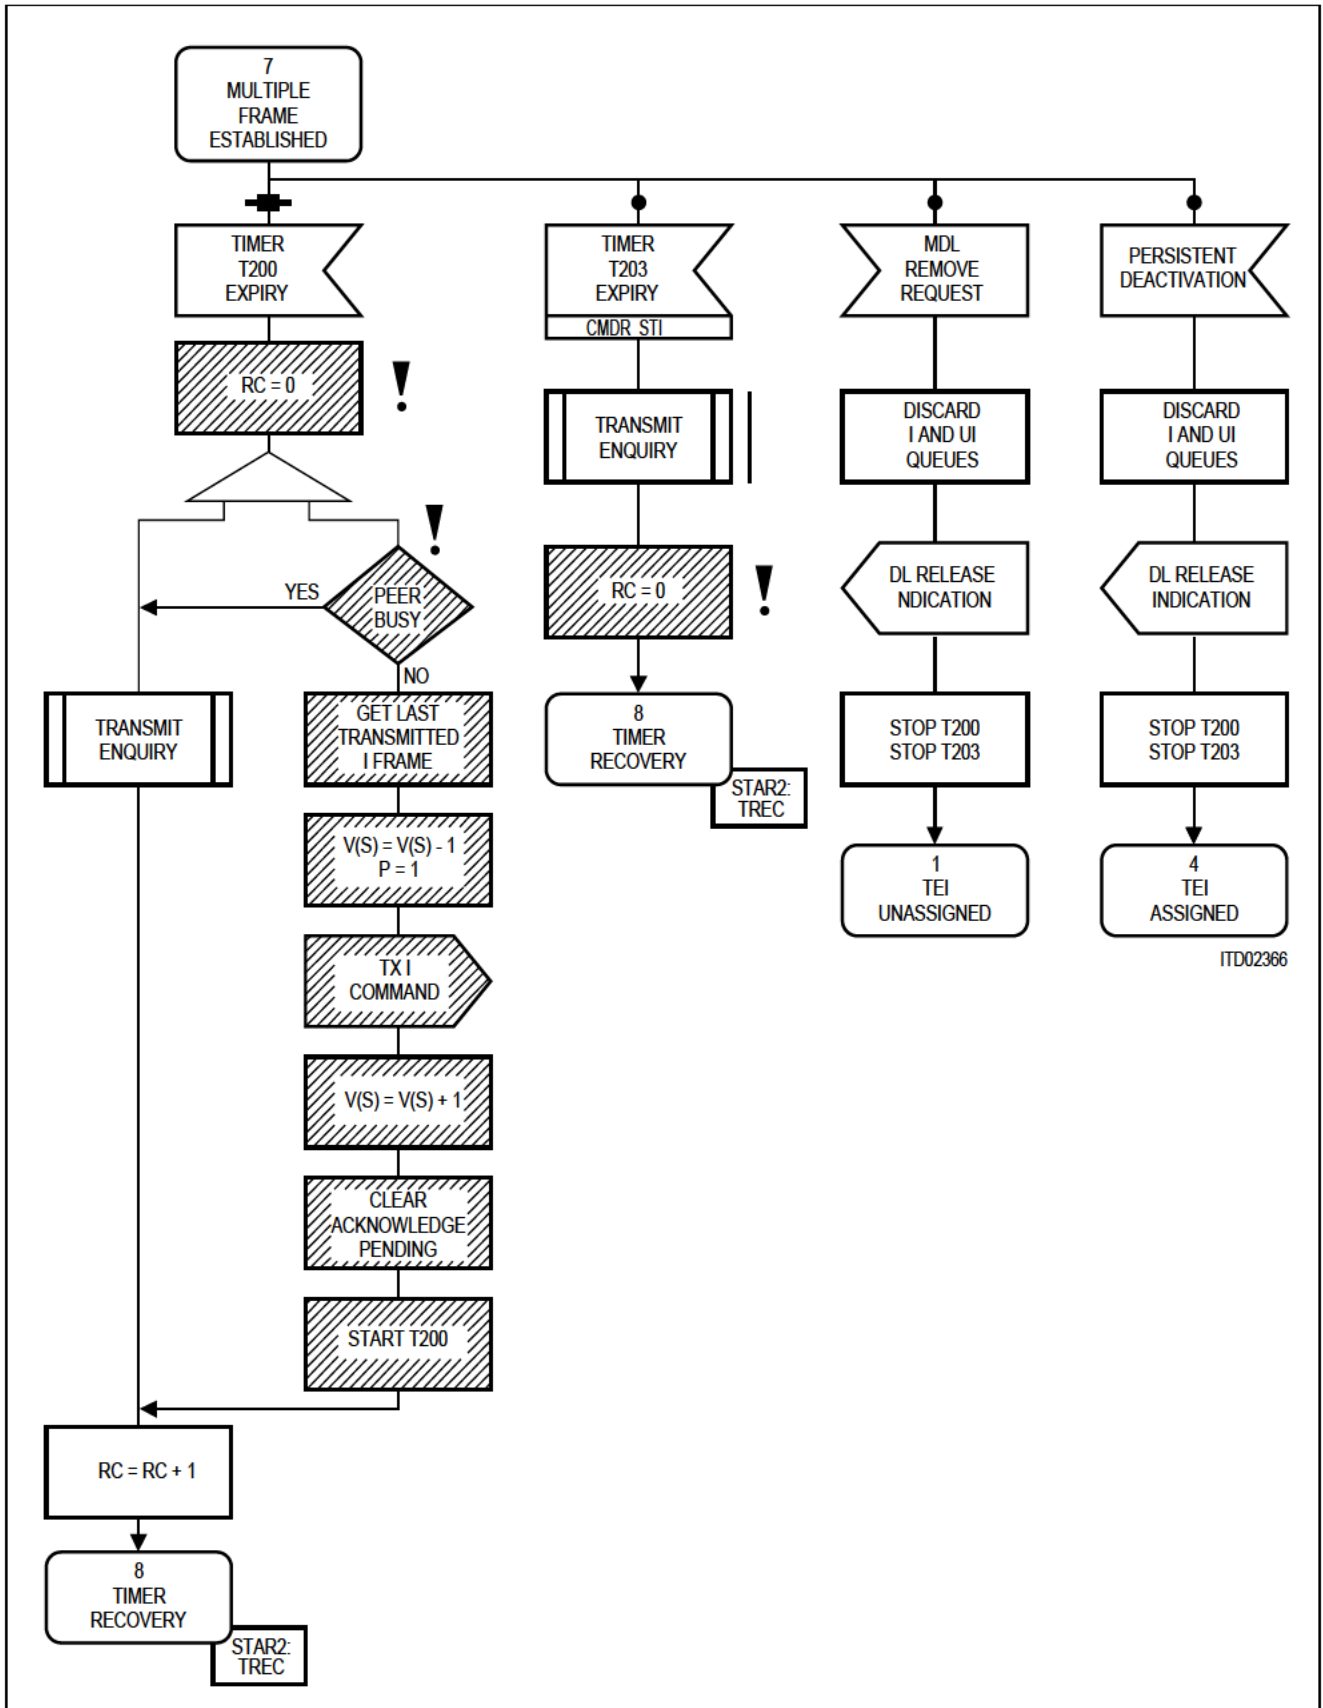 7
MULTIPLE
FRAME
ESTABLISHED
TIMER
T200
EXPIRY
TIMER
T203
EXPIRY
CMDR STI
MDL
REMOVE
REQUEST
PERSISTENT
DEACTIVATION
RC = 0
!
TRANSMIT
ENQUIRY
DISCARD
I AND UI
QUEUES
DISCARD
I AND UI
QUEUES
!
YES
PEER
BUSY
NO
RC = 0
!
DL RELEASE
NDICATION
DL RELEASE
INDICATION
TRANSMIT
ENQUIRY
GET LAST
TRANSMITTED
I FRAME
8
TIMER
RECOVERY
STAR2:
TREC
STOP T200
STOP T203
STOP T200
STOP T203
V(S) = V(S) - 1
P = 1
1
TEI
UNASSIGNED
4
TEI
ASSIGNED
ITD02366
TX I
COMMAND
V(S) = V(S) + 1
CLEAR
ACKNOWLEDGE
PENDING
START T200
RC = RC + 1
8
TIMER
RECOVERY
STAR2:
TREC